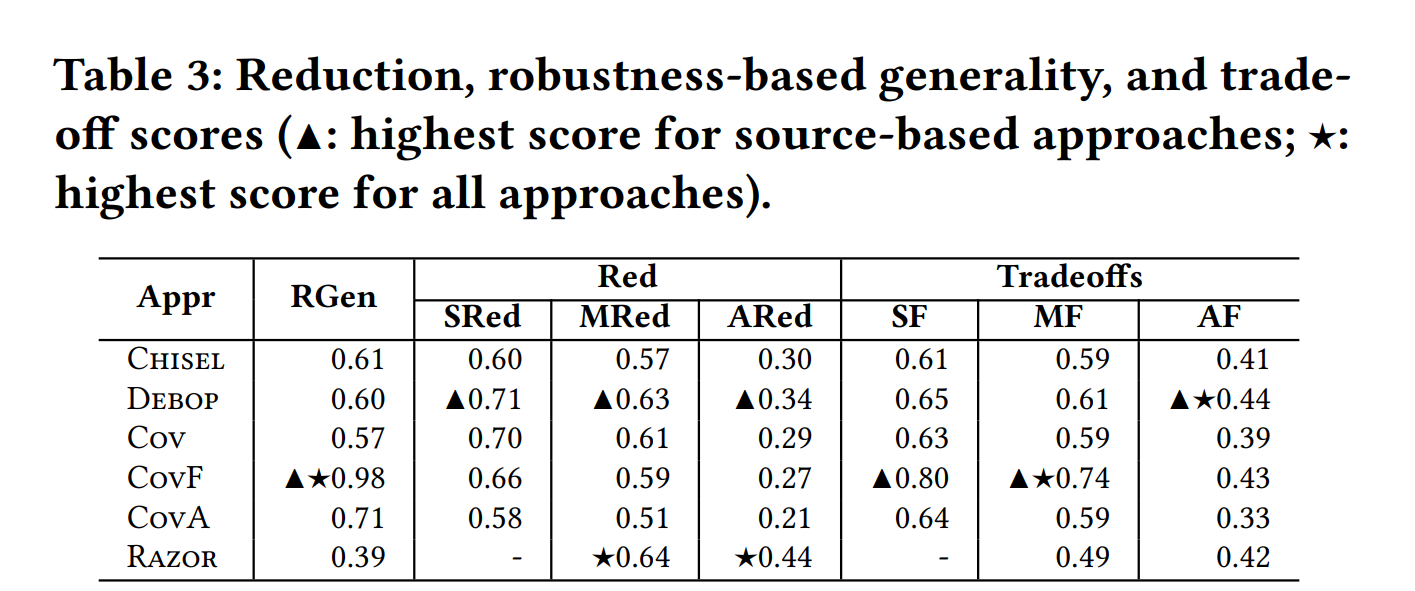 Table 3: Reduction, robustness-based generality, and trade-
off scores (▲: highest score for source-based approaches; ★:
highest score for all approaches).
Appr RGen Red Tradeoffs
SRed MRed ARed SF MF AF
Chisel 0.61 0.60 0.57 0.30 0.61 0.59 0.41
Debop 0.60 ▲0.71 ▲0.63 ▲0.34 0.65 0.61 ▲★0.44
Cov 0.57 0.70 0.61 0.29 0.63 0.59 0.39
CovF ▲★0.98 0.66 0.59 0.27 ▲0.80 ▲★0.74 0.43
CovA 0.71 0.58 0.51 0.21 0.64 0.59 0.33
Razor 0.39 - ★0.64 ★0.44 - 0.49 0.42